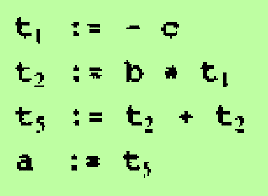 t₁ := - c
t₂ := b * t₁
t₅ := t₂ + t₂
a := t₅